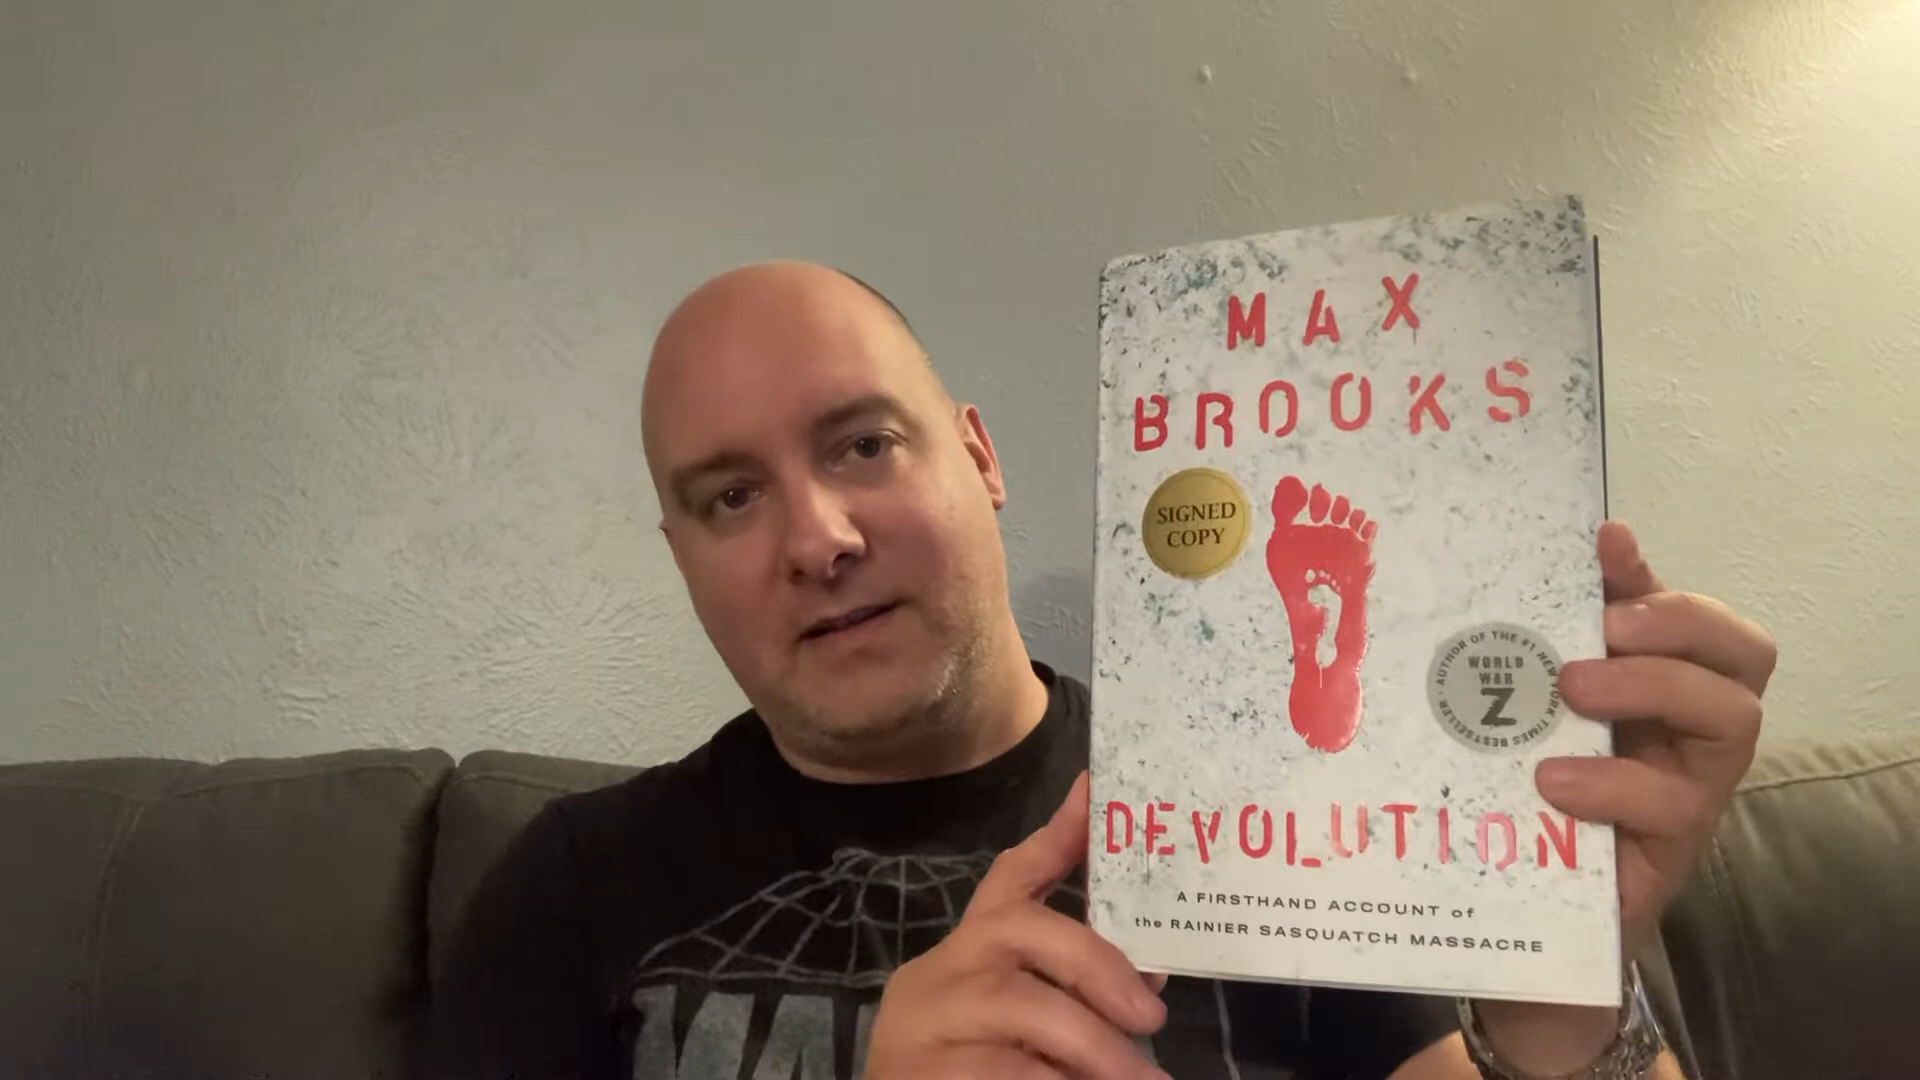 MAX
BROOKS
SIGNED
COPY
AUTHOR OF THE #1 NEW YORK TIMES BESTSELLER
WORLD
WAR
Z
DEVOLUTION
A FIRSTHAND ACCOUNT of
the RAINIER SASQUATCH MASSACRE